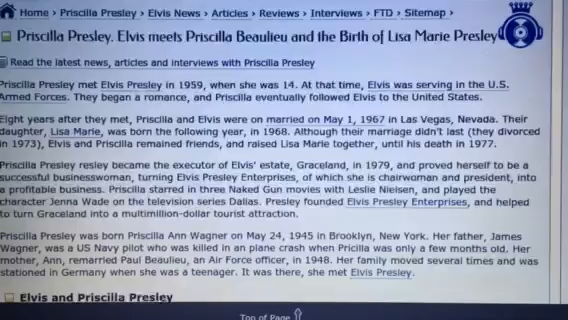 Home › Priscilla Presley › Elvis News › Articles › Reviews › Interviews › FTD › Sitemap ›
Priscilla Presley. Elvis meets Priscilla Beaulieu and the Birth of Lisa Marie Presley
Read the latest news, articles and interviews with Priscilla Presley
Priscilla Presley met Elvis Presley in 1959, when she was 14. At that time, Elvis was serving in the U.S.
Armed Forces. They began a romance, and Priscilla eventually followed Elvis to the United States.
Eight years after they met, Priscilla and Elvis were on married on May 1, 1967 in Las Vegas, Nevada. Their
daughter, Lisa Marie, was born the following year, in 1968. Although their marriage didn't last (they divorced
in 1973), Elvis and Priscilla remained friends, and raised Lisa Marie together, until his death in 1977.
Priscilla Presley resley became the executor of Elvis' estate, Graceland, in 1979, and proved herself to be a
successful businesswoman, turning Elvis Presley Enterprises, of which she is chairwoman and president, into
a profitable business. Priscilla starred in three Naked Gun movies with Leslie Nielsen, and played the
character Jenna Wade on the television series Dallas. Presley founded Elvis Presley Enterprises, and helped
to turn Graceland into a multimillion-dollar tourist attraction.
Priscilla Presley was born Priscilla Ann Wagner on May 24, 1945 in Brooklyn, New York. Her father, James
Wagner, was a US Navy pilot who was killed in an plane crash when Pricilla was only a few months old. Her
mother, Ann, remarried Paul Beaulieu, an Air Force officer, in 1948. Her family moved several times and was
stationed in Germany when she was a teenager. It was there, she met Elvis Presley.
Elvis and Priscilla Presley
Top of Page